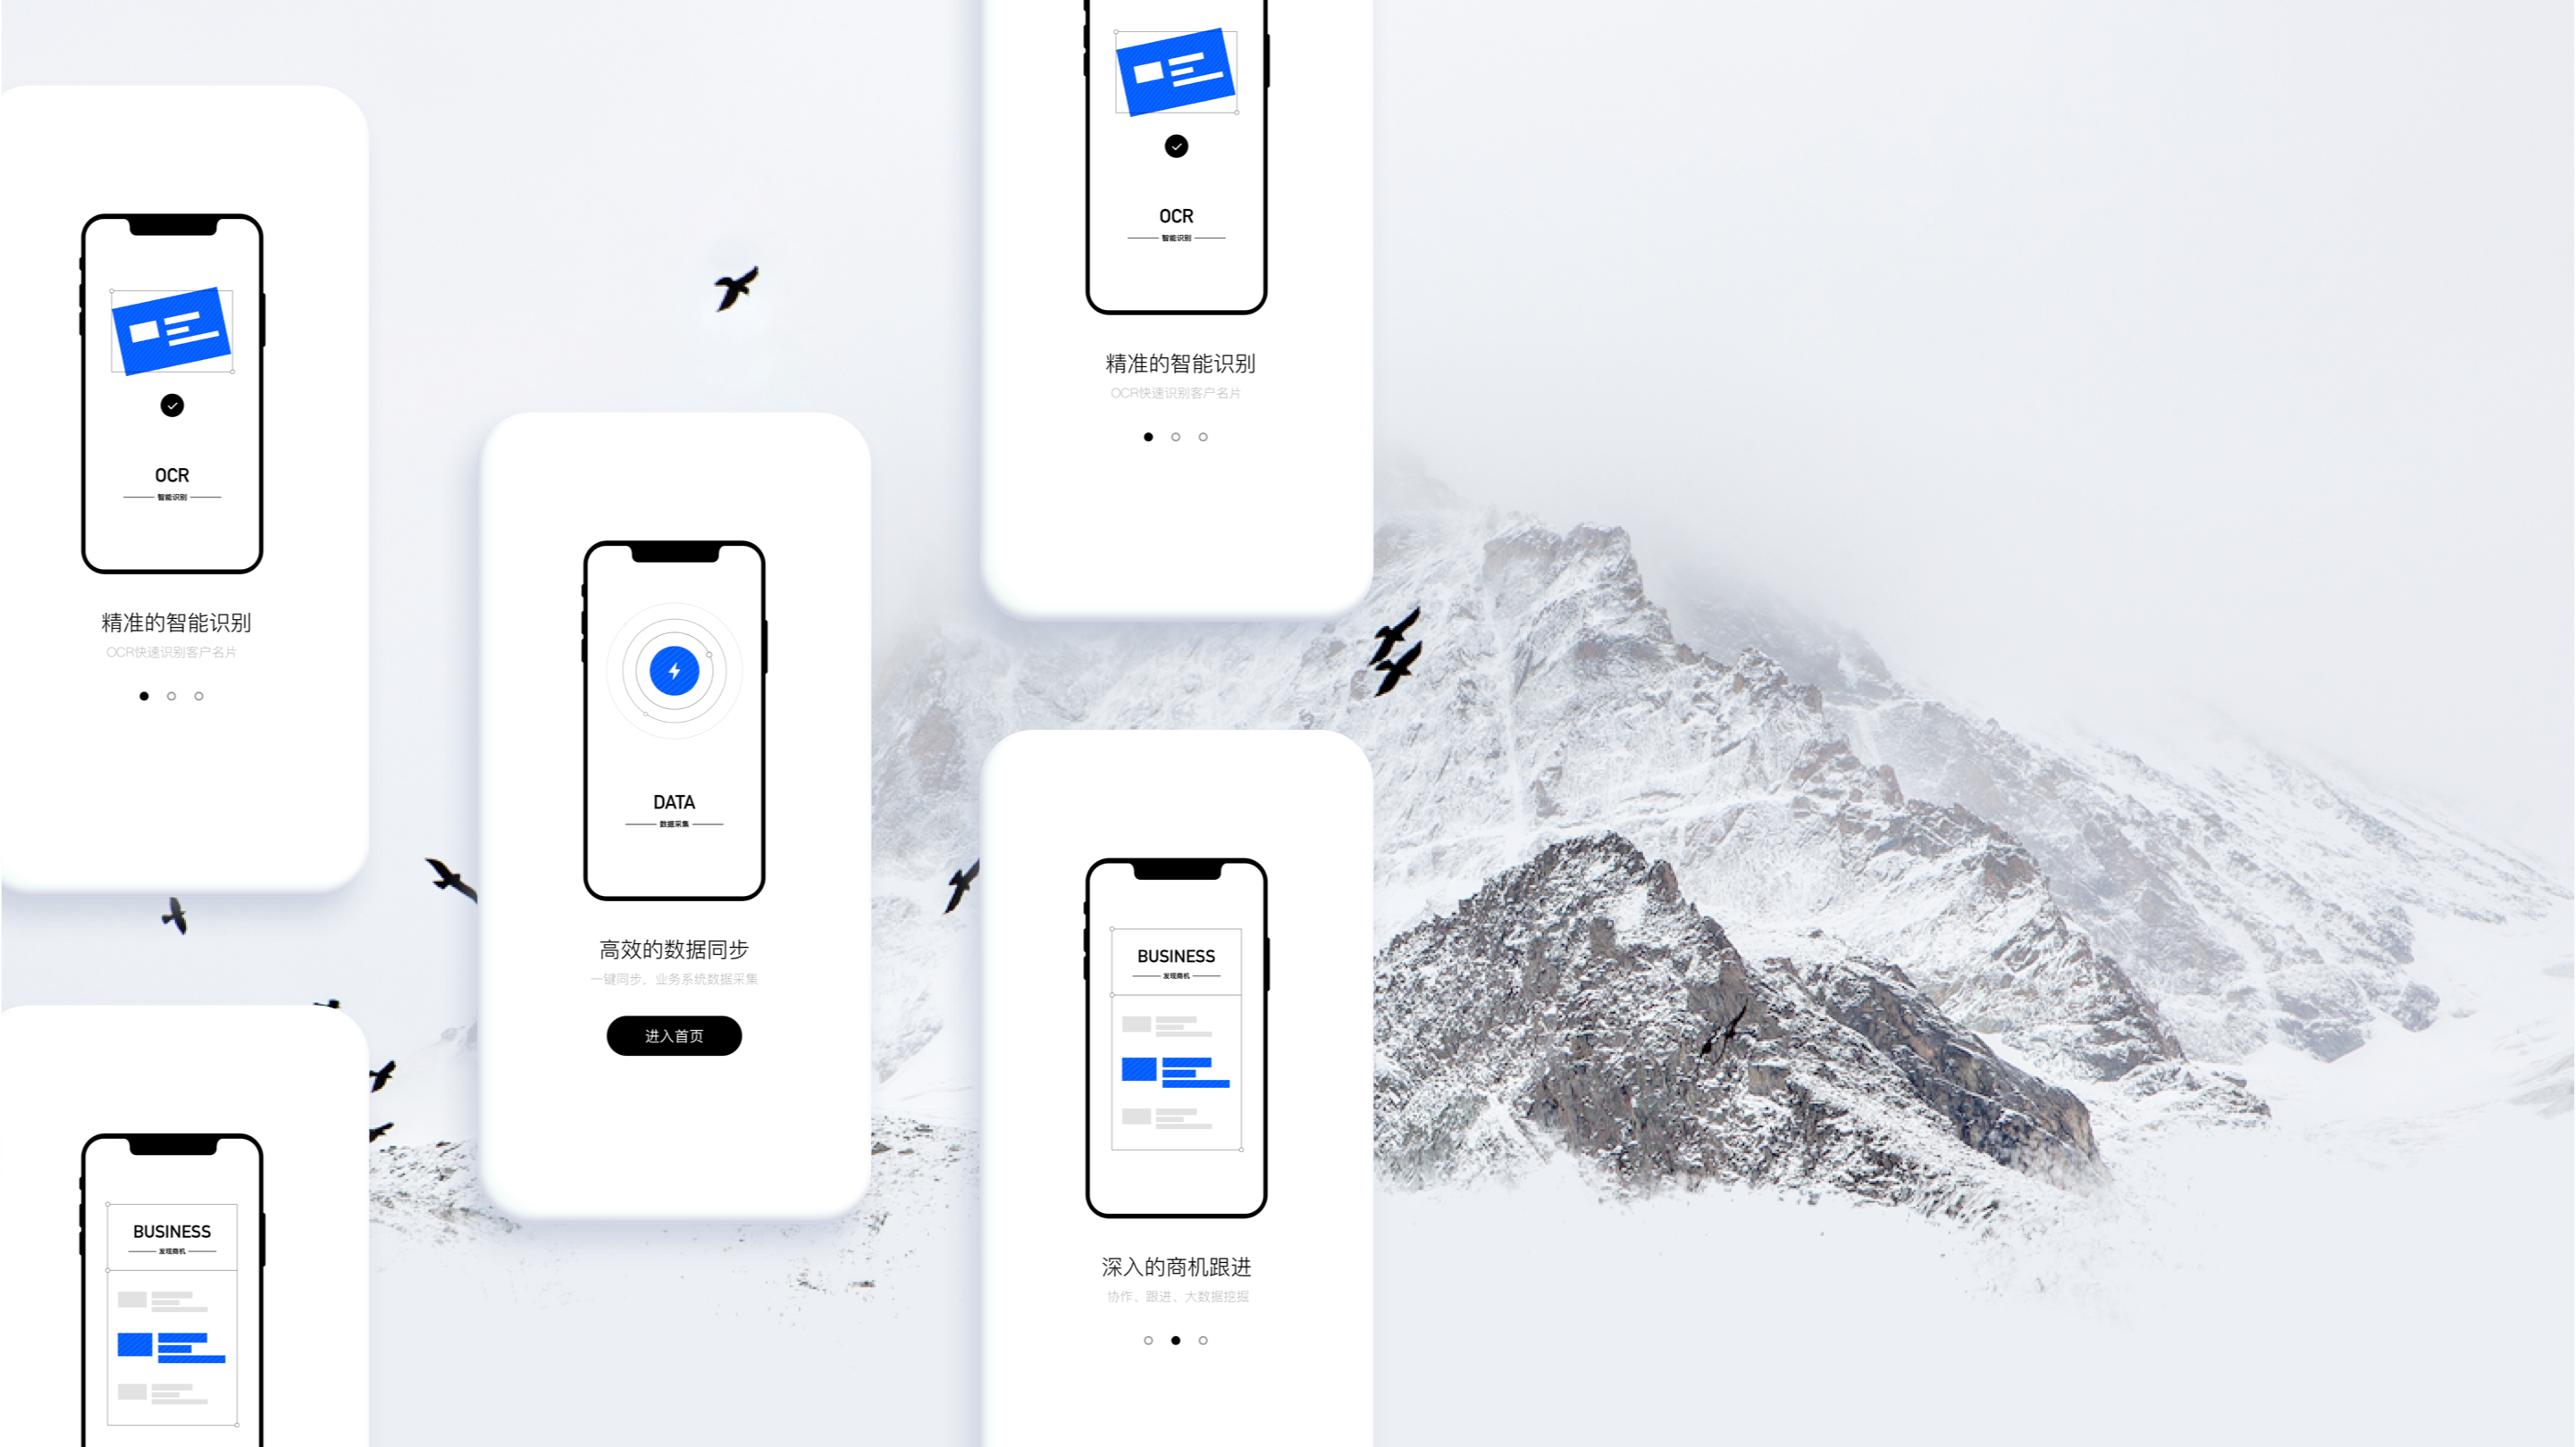 OCR
智能识别
精准的智能识别
OCR快速识别客户名片
BUSINESS
发现商机
DATA
数据采集
高效的数据同步
一键同步，业务系统数据采集
进入首页
OCR
智能识别
精准的智能识别
OCR快速识别客户名片
BUSINESS
发现商机
深入的商机跟进
协作、跟进、大数据挖掘